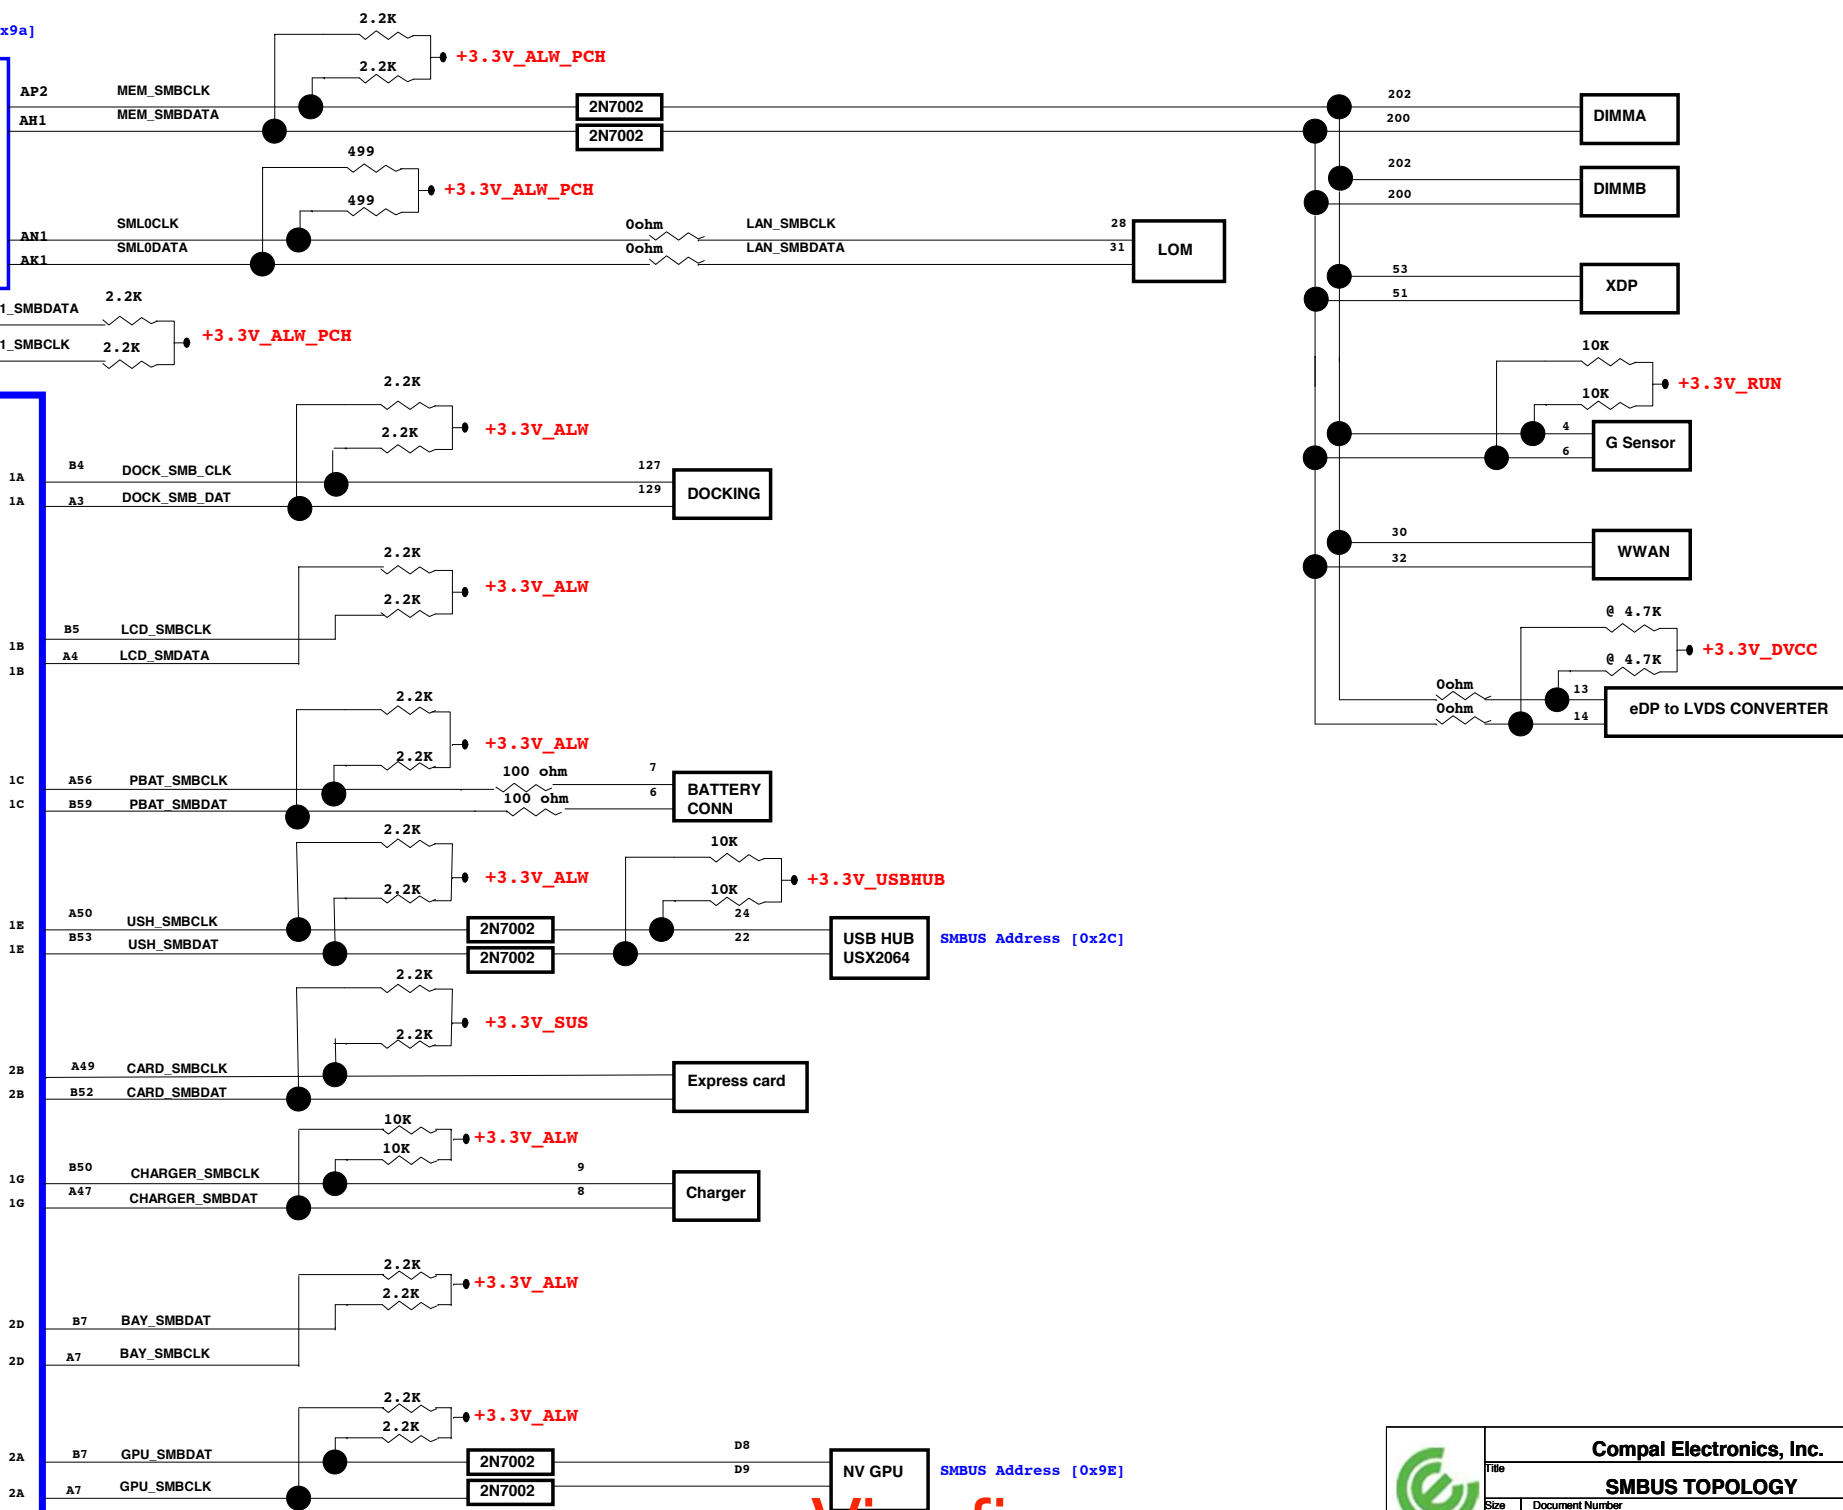 x9a]
2.2K
+3.3V_ALW_PCH
2.2K
AP2 MEM_SMBCLK 2N7002 202 DIMMA
AH1 MEM_SMBDATA 2N7002 200
499
+3.3V_ALW_PCH
499
202 DIMMB
200
AN1 SML0CLK 0ohm LAN_SMBCLK 28 LOM
AK1 SML0DATA 0ohm LAN_SMBDATA 31
53 XDP
51
1_SMBDATA 2.2K
+3.3V_ALW_PCH
1_SMBCLK 2.2K
10K
+3.3V_RUN
10K
4 G Sensor
6
2.2K
+3.3V_ALW
2.2K
1A B4 DOCK_SMB_CLK 127 DOCKING
1A A3 DOCK_SMB_DAT 129
30 WWAN
32
2.2K
+3.3V_ALW
2.2K
1B B5 LCD_SMBCLK
1B A4 LCD_SMDATA
@ 4.7K
+3.3V_DVCC
@ 4.7K
0ohm 13 eDP to LVDS CONVERTER
0ohm 14
2.2K
+3.3V_ALW
2.2K
1C A56 PBAT_SMBCLK 100 ohm 7 BATTERY
1C B59 PBAT_SMBDAT 100 ohm 6 CONN
2.2K
+3.3V_ALW
2.2K
10K
+3.3V_USBHUB
10K
1E A50 USH_SMBCLK 2N7002 24 USB HUB SMBUS Address [0x2C]
1E B53 USH_SMBDAT 2N7002 22 USX2064
2.2K
+3.3V_SUS
2.2K
2B A49 CARD_SMBCLK Express card
2B B52 CARD_SMBDAT
10K
+3.3V_ALW
10K
1G B50 CHARGER_SMBCLK 9 Charger
1G A47 CHARGER_SMBDAT 8
2.2K
+3.3V_ALW
2.2K
2D B7 BAY_SMBDAT
2D A7 BAY_SMBCLK
2.2K
+3.3V_ALW
2.2K
2A B7 GPU_SMBDAT 2N7002 D8 NV GPU SMBUS Address [0x9E]
2A A7 GPU_SMBCLK 2N7002 D9
Compal Electronics, Inc.
Title
SMBUS TOPOLOGY
Size Document Number